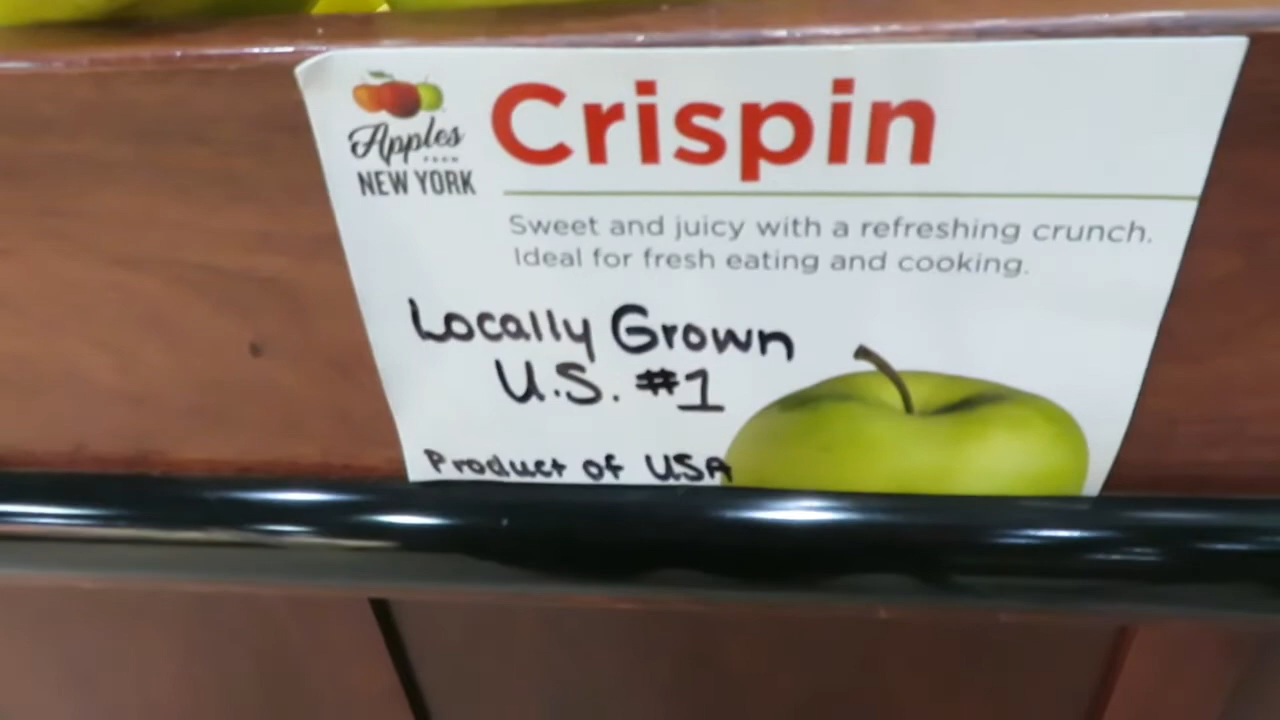 Apples
FROM
NEW YORK
Crispin
Sweet and juicy with a refreshing crunch.
Ideal for fresh eating and cooking.
Locally Grown
U.S. #1
Product of USA